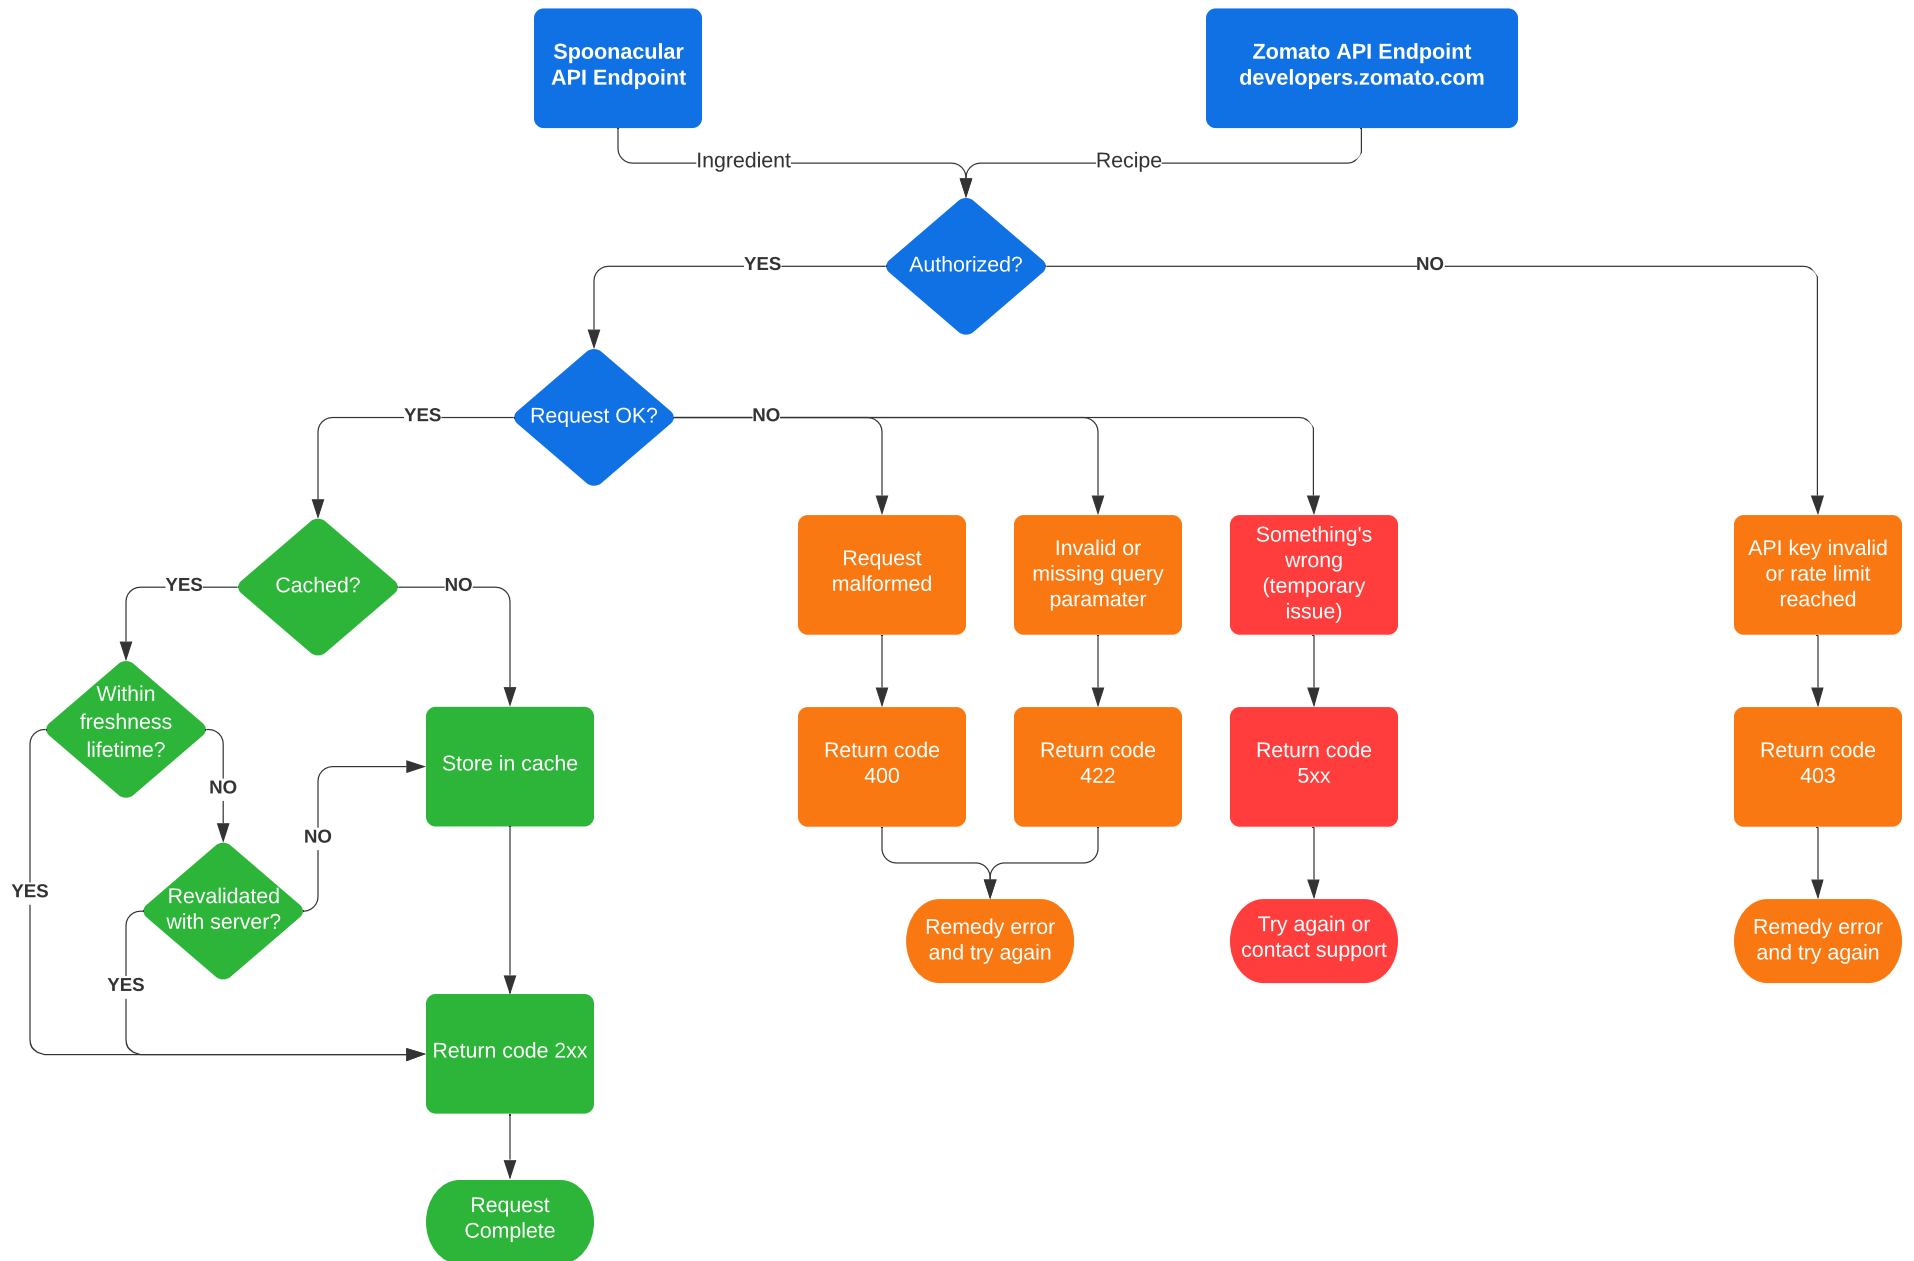 Spoonacular
API Endpoint
Zomato API Endpoint
developers.zomato.com
Ingredient
Recipe
Authorized?
YES
NO
Request OK?
YES
NO
Cached?
YES
NO
Request
malformed
Invalid or
missing query
paramater
Something's
wrong
(temporary
issue)
API key invalid
or rate limit
reached
Within
freshness
lifetime?
YES
NO
Store in cache
Return code
400
Return code
422
Return code
5xx
Return code
403
Revalidated
with server?
NO
YES
Remedy error
and try again
Try again or
contact support
Remedy error
and try again
Return code 2xx
Request
Complete